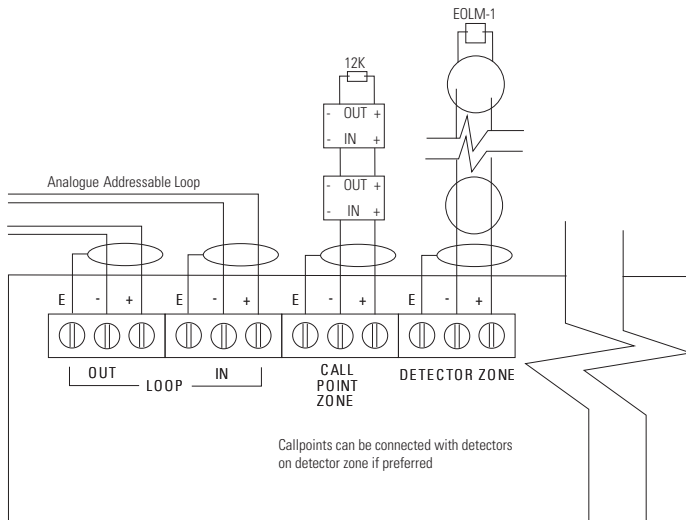 EOLM-1
12K
- OUT +
- IN +
- OUT +
- IN +
Analogue Addressable Loop
E - + E - + E - + E - +
OUT LOOP IN
CALL
POINT
ZONE
DETECTOR ZONE
Callpoints can be connected with detectors
on detector zone if preferred